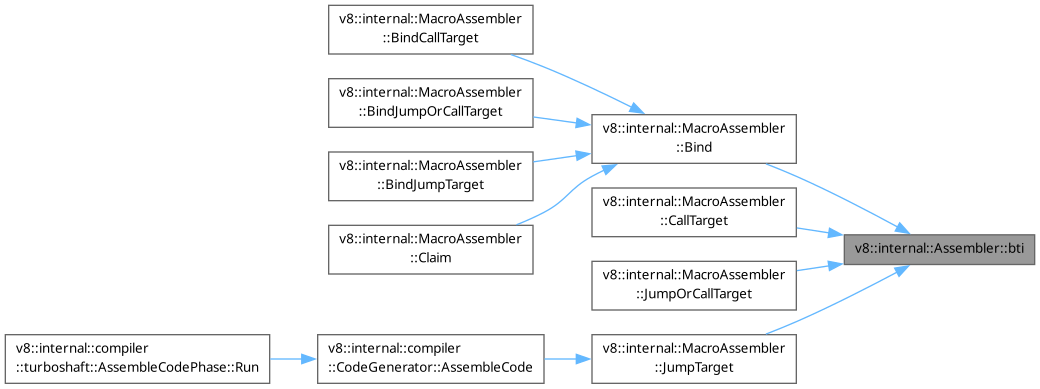 v8::internal::MacroAssembler
::BindCallTarget
v8::internal::MacroAssembler
::BindJumpOrCallTarget
v8::internal::MacroAssembler
::Bind
v8::internal::MacroAssembler
::BindJumpTarget
v8::internal::MacroAssembler
::CallTarget
v8::internal::MacroAssembler
::Claim
v8::internal::Assembler::bti
v8::internal::MacroAssembler
::JumpOrCallTarget
v8::internal::compiler
::turboshaft::AssembleCodePhase::Run
v8::internal::compiler
::CodeGenerator::AssembleCode
v8::internal::MacroAssembler
::JumpTarget